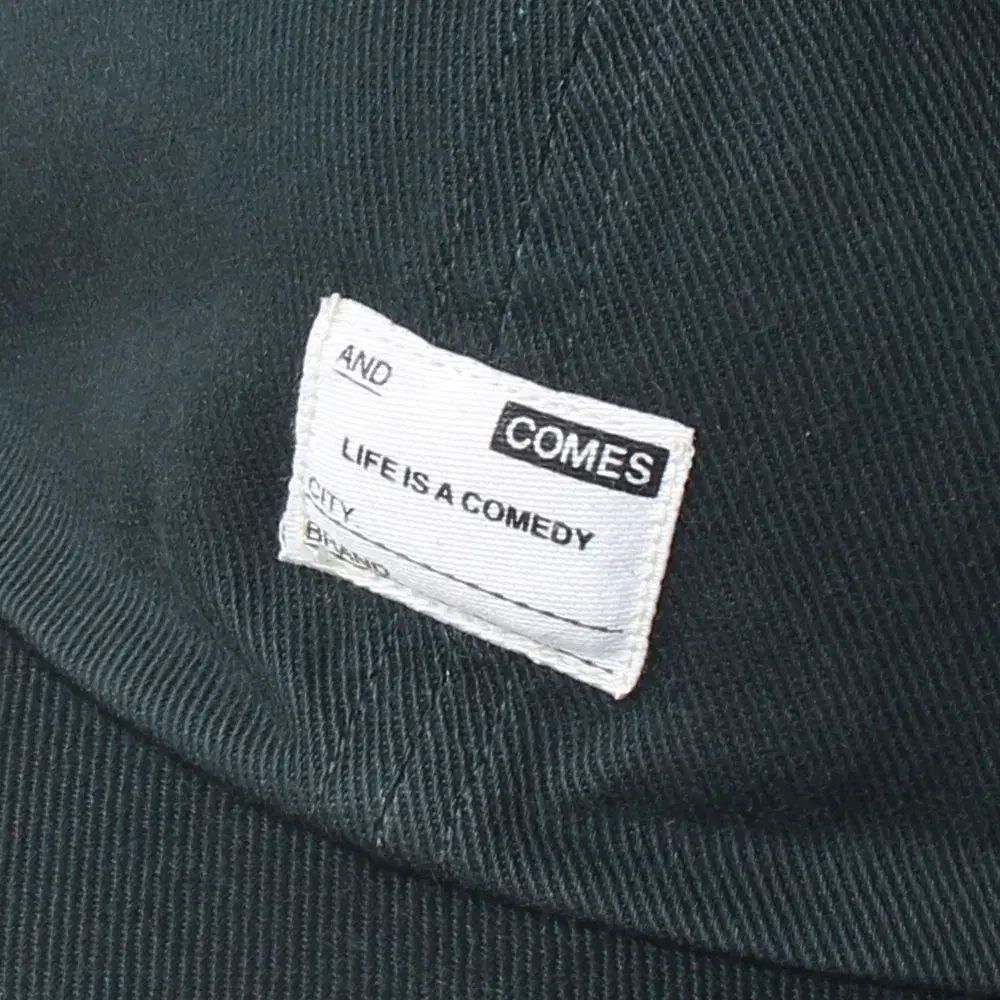 AND
COMES
LIFE IS A COMEDY
CITY
BRAND